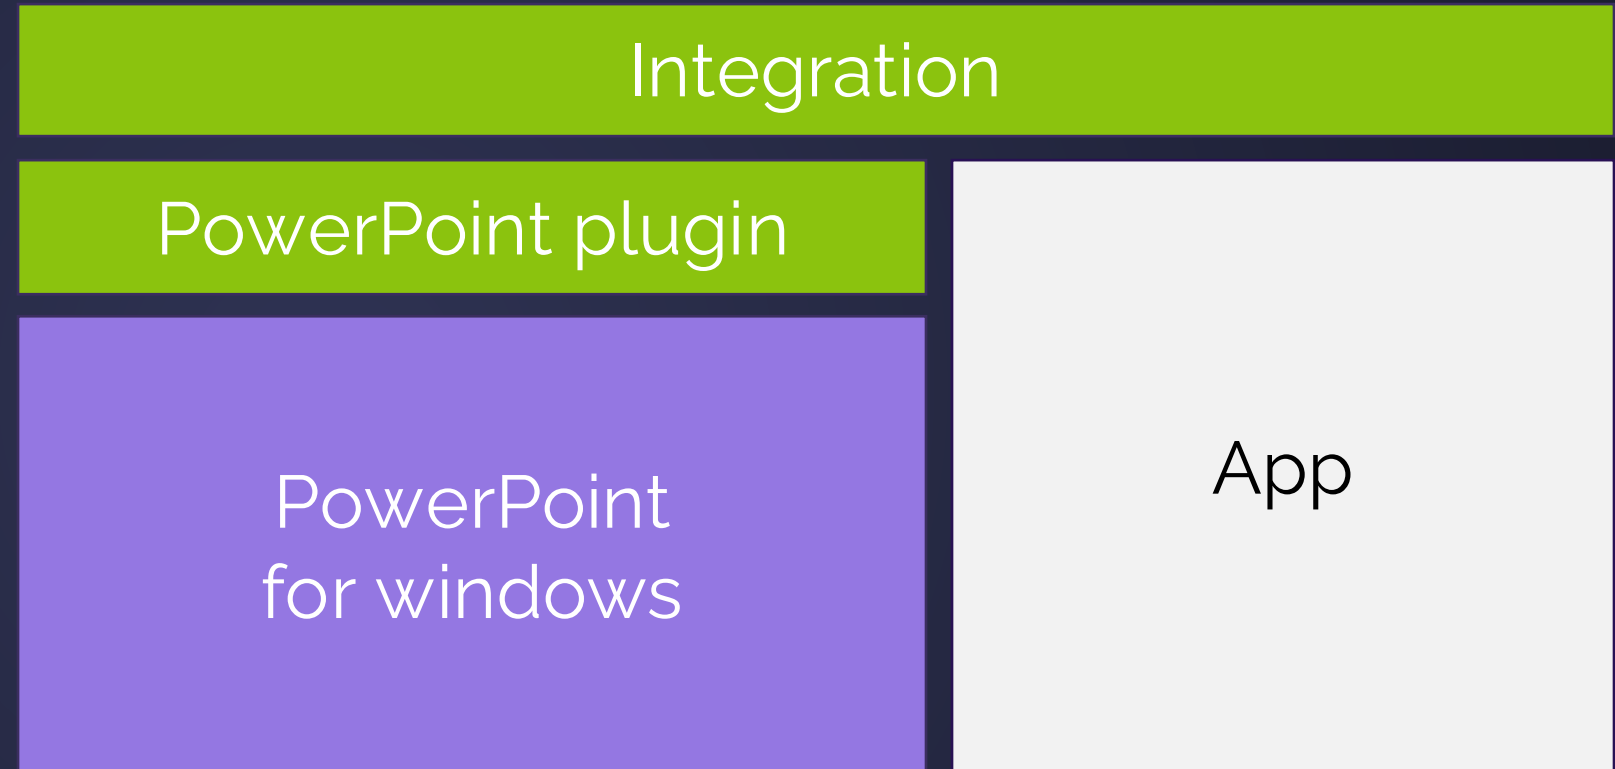 Integration
PowerPoint plugin
PowerPoint
for windows
App